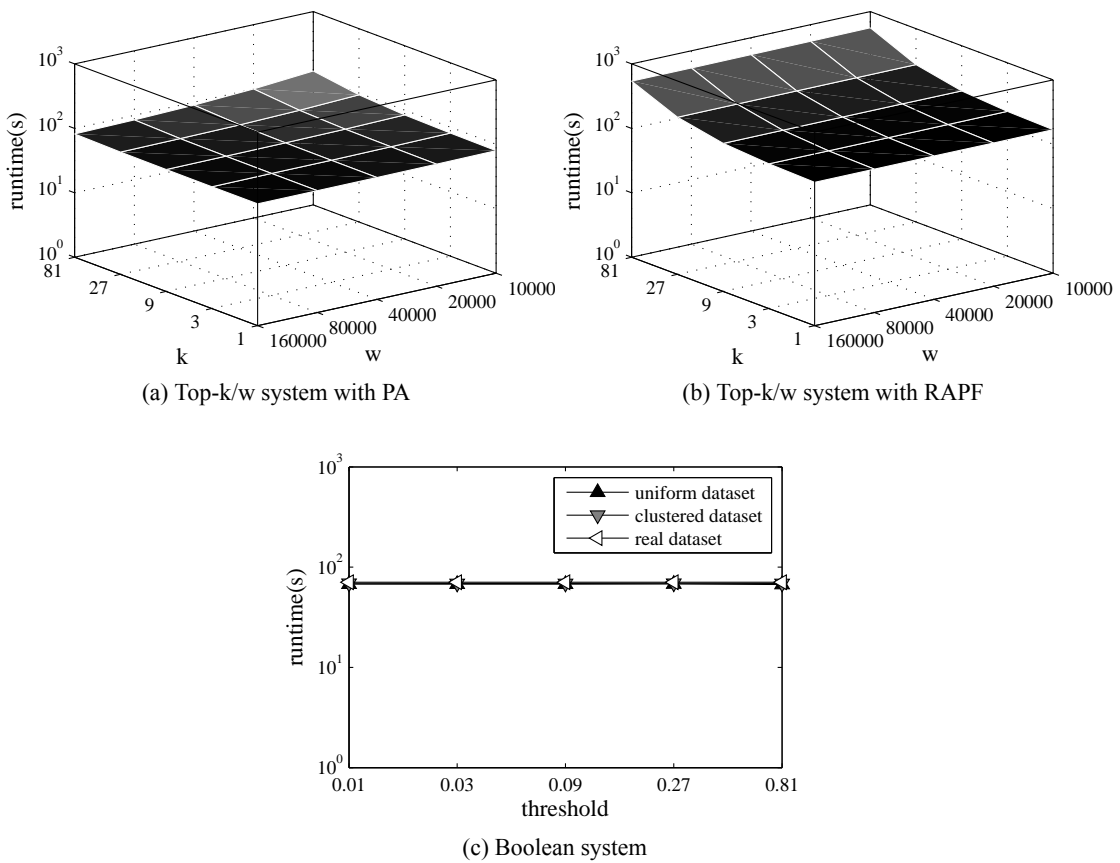 10^3
10^2
10^1
10^0
runtime(s)
81
27
9
3
1
k
160000
80000
40000
20000
10000
w
(a) Top-k/w system with PA
10^3
10^2
10^1
10^0
runtime(s)
81
27
9
3
1
k
160000
80000
40000
20000
10000
w
(b) Top-k/w system with RAPF
10^3
10^2
10^1
10^0
runtime(s)
uniform dataset
clustered dataset
real dataset
0.01
0.03
0.09
0.27
0.81
threshold
(c) Boolean system